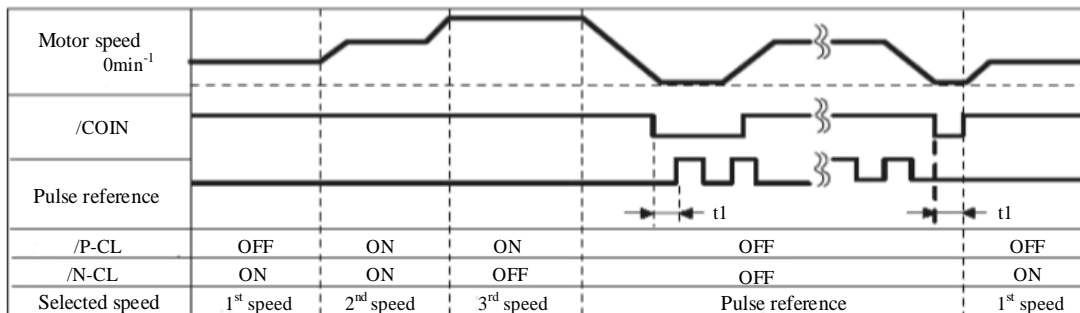 Motor speed
0min⁻¹
/COIN
Pulse reference
t1 t1
/P-CL OFF ON ON OFF OFF
/N-CL ON ON OFF OFF ON
Selected speed 1st speed 2nd speed 3rd speed Pulse reference 1st speed